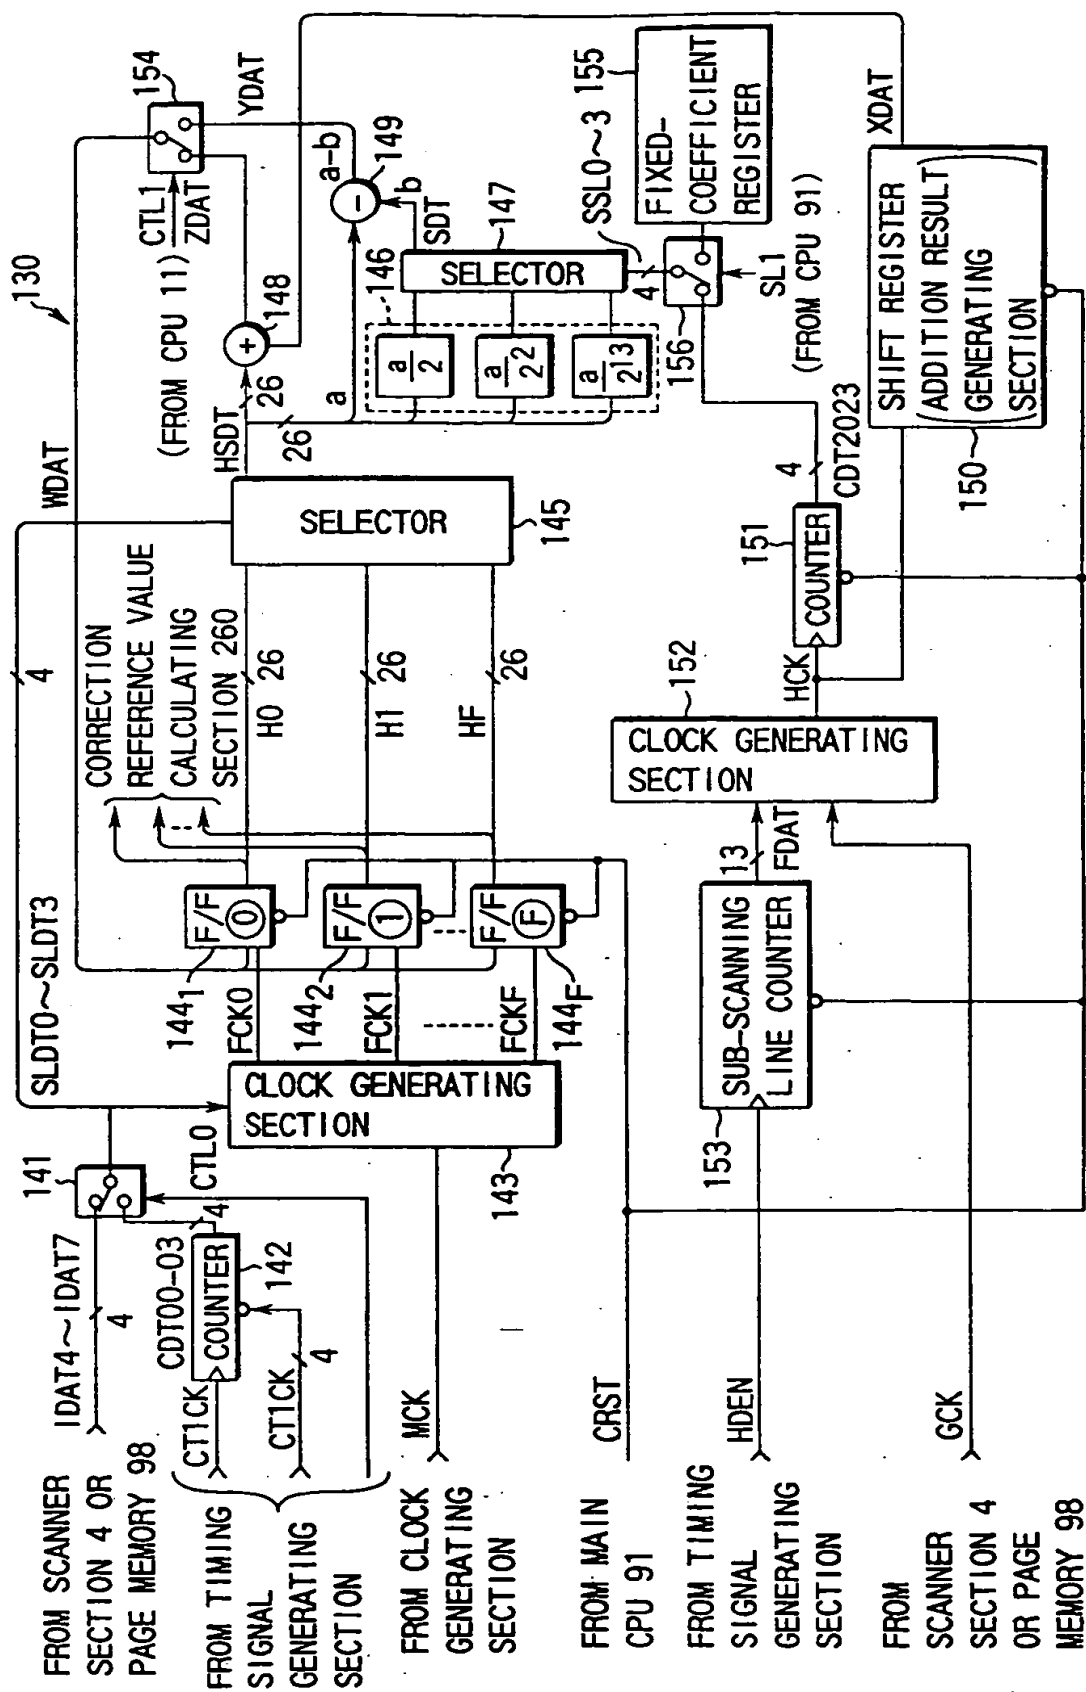 130
FROM SCANNER
SECTION 4 OR
PAGE MEMORY 98
IDAT4~IDAT7
4
141
SLDT0~SLDT3
4
WDAT
CORRECTION
REFERENCE VALUE
CALCULATING
SECTION 260
(FROM CPU 11)
CTL1
ZDAT
154
YDAT
FROM TIMING
SIGNAL
GENERATING
SECTION
CT1CK
CT1CK
4
CDT00-03
COUNTER
142
4
CTL0
CLOCK GENERATING
SECTION
143
FCK0
FCK1
FCKF
144₁
144₂
144F
F/F
0
F/F
1
F/F
F
H0
26
H1
26
HF
26
SELECTOR
145
HSDT
26
26
+
148
a
a-b
-
149
b
SDT
146
a/2
a/2²
a/2¹³
SELECTOR
147
SSL0~3
4
155
FIXED-
COEFFICIENT
REGISTER
156
SL1
(FROM CPU 91)
FROM CLOCK
GENERATING
SECTION
MCK
FROM MAIN
CPU 91
CRST
FROM TIMING
SIGNAL
GENERATING
SECTION
HDEN
153
SUB-SCANNING
LINE COUNTER
13
FDAT
CLOCK GENERATING
SECTION
152
HCK
COUNTER
151
4
CDT2023
150
SHIFT REGISTER
(ADDITION RESULT
GENERATING
SECTION)
XDAT
FROM
SCANNER
SECTION 4
OR PAGE
MEMORY 98
GCK